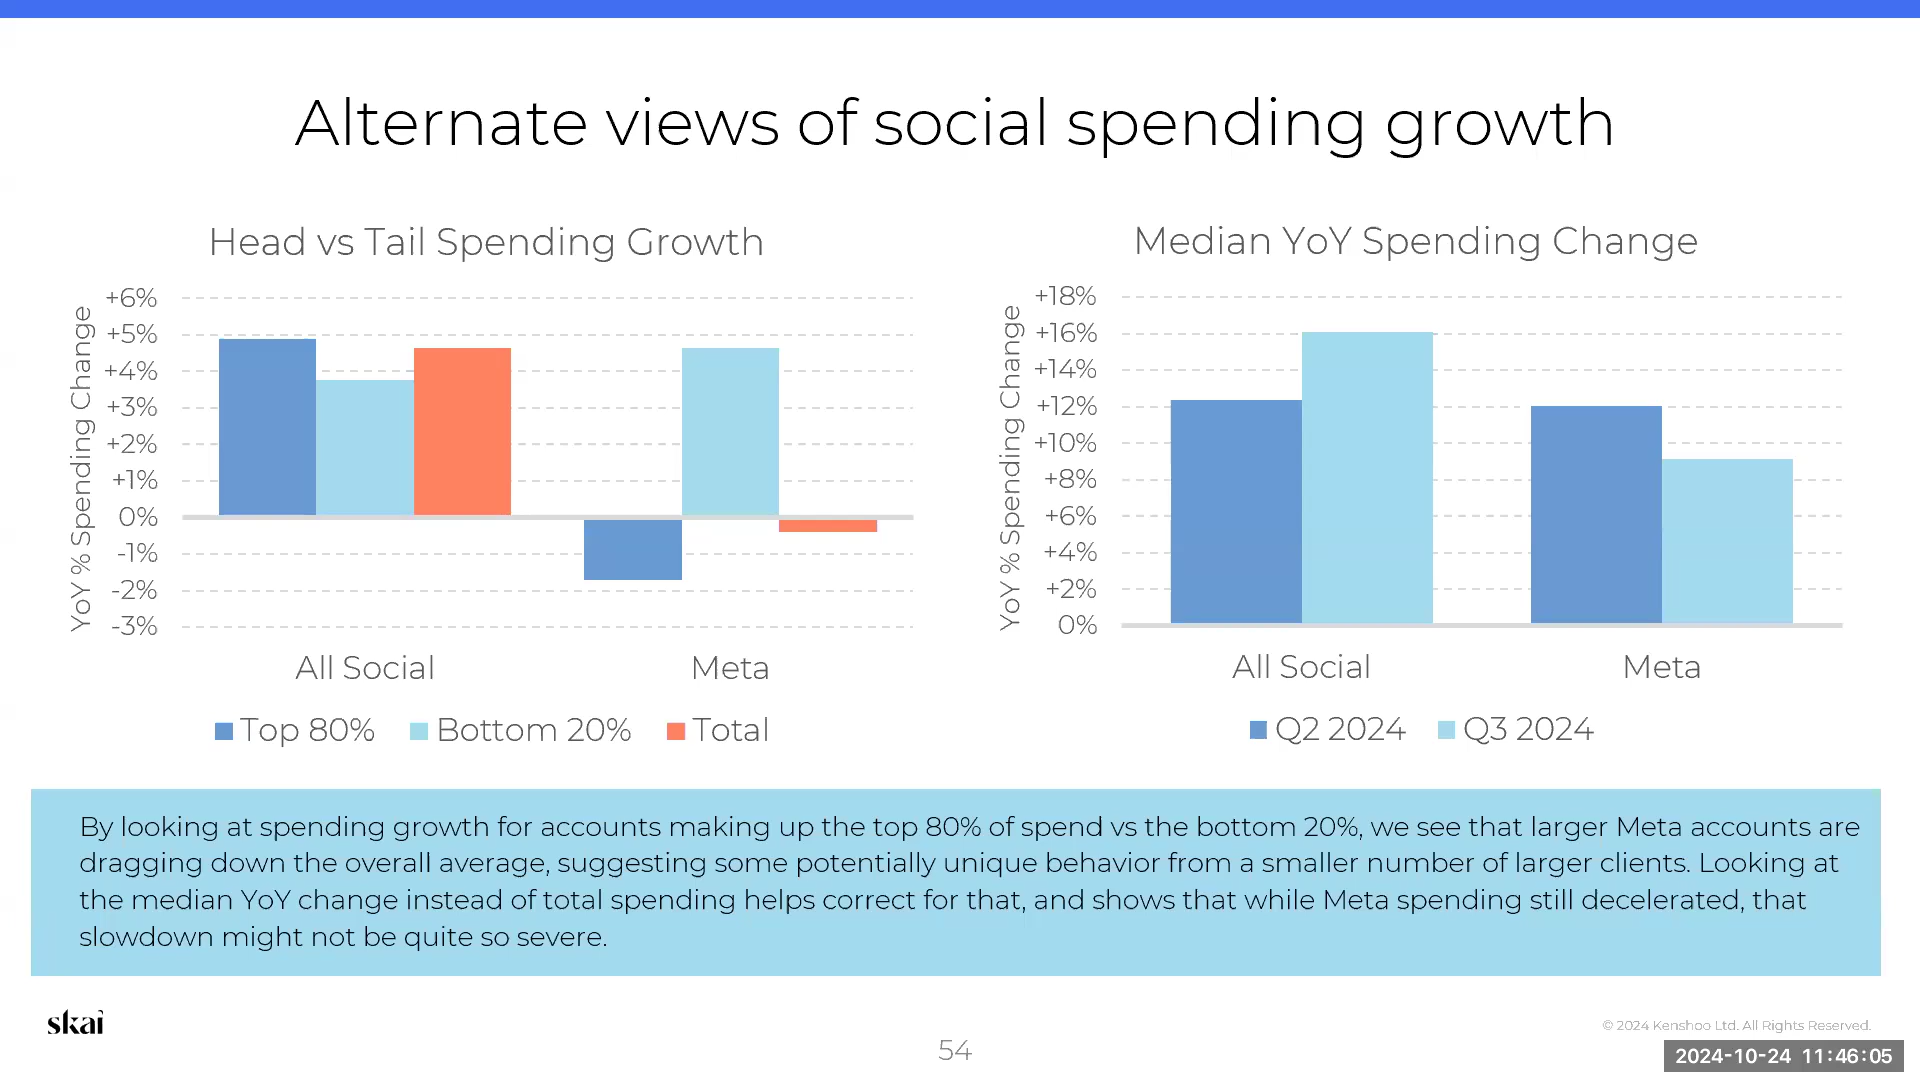 Alternate views of social spending growth
Head vs Tail Spending Growth
YoY % Spending Change
+6%
+5%
+4%
+3%
+2%
+1%
0%
-1%
-2%
-3%
All Social
Meta
Top 80%
Bottom 20%
Total
Median YoY Spending Change
YoY % Spending Change
+18%
+16%
+14%
+12%
+10%
+8%
+6%
+4%
+2%
0%
All Social
Meta
Q2 2024
Q3 2024
By looking at spending growth for accounts making up the top 80% of spend vs the bottom 20%, we see that larger Meta accounts are
dragging down the overall average, suggesting some potentially unique behavior from a smaller number of larger clients. Looking at
the median YoY change instead of total spending helps correct for that, and shows that while Meta spending still decelerated, that
slowdown might not be quite so severe.
skai
© 2024 Kenshoo Ltd. All Rights Reserved.
54
2024-10-24 11:46:05